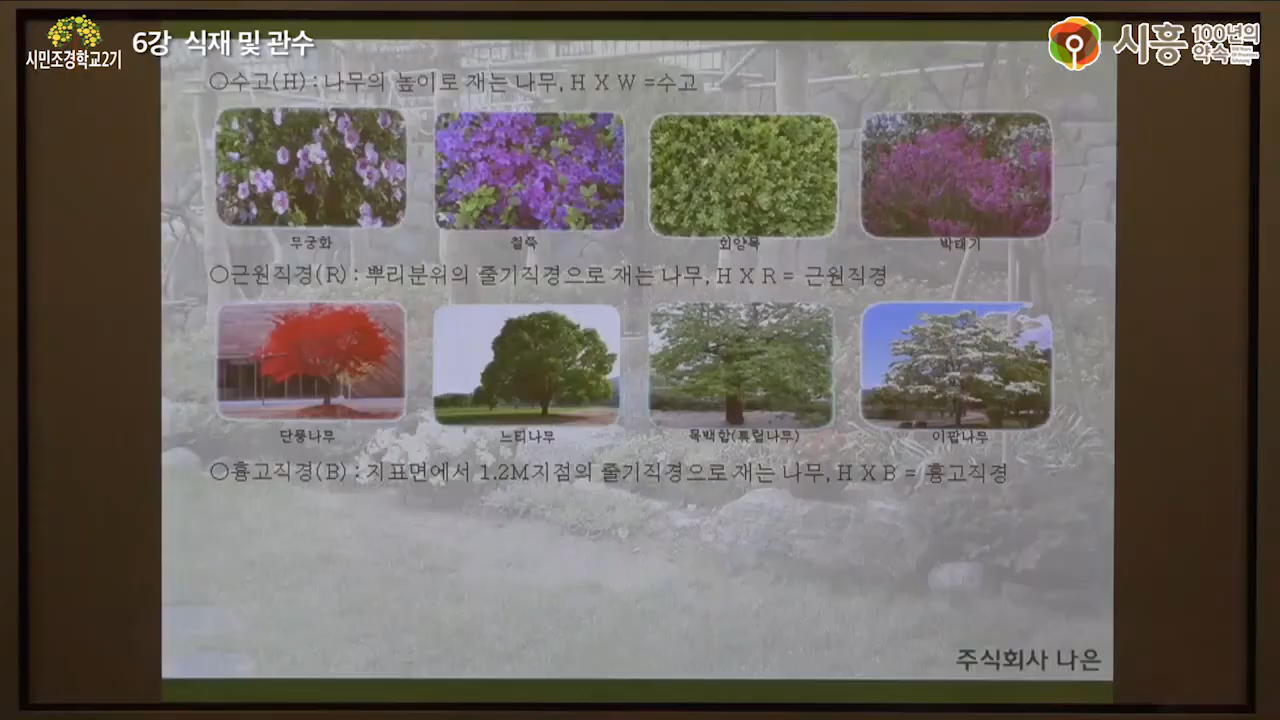 시민조경학교2기
6강 식재 및 관수
시흥 100년의 약속
○수고(H) : 나무의 높이로 재는 나무, H X W =수고
무궁화
철쭉
회양목
박태기
○근원직경(R) : 뿌리분위의 줄기직경으로 재는 나무, H X R = 근원직경
단풍나무
느티나무
목백합(튤립나무)
이팝나무
○흉고직경(B) : 지표면에서 1.2M지점의 줄기직경으로 재는 나무, H X B = 흉고직경
주식회사 나은